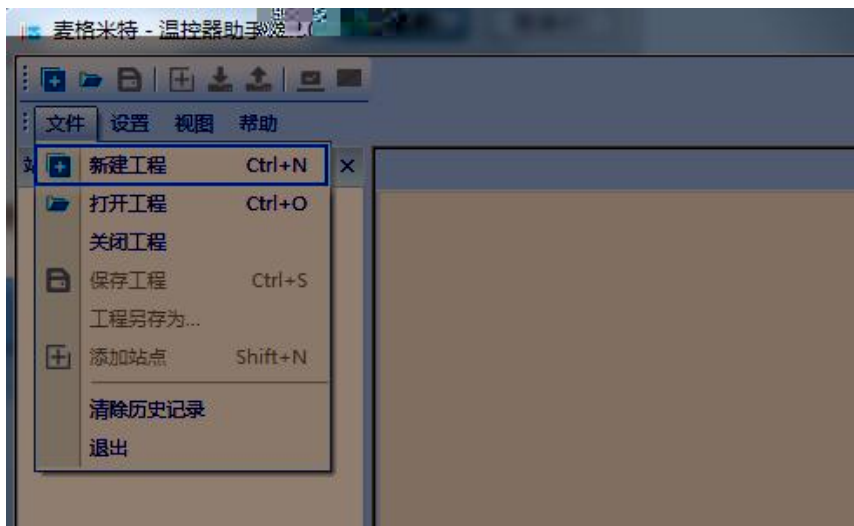 麦格米特 - 温控器助手
文件 设置 视图 帮助
新建工程 Ctrl+N
打开工程 Ctrl+O
关闭工程
保存工程 Ctrl+S
工程另存为...
添加站点 Shift+N
清除历史记录
退出